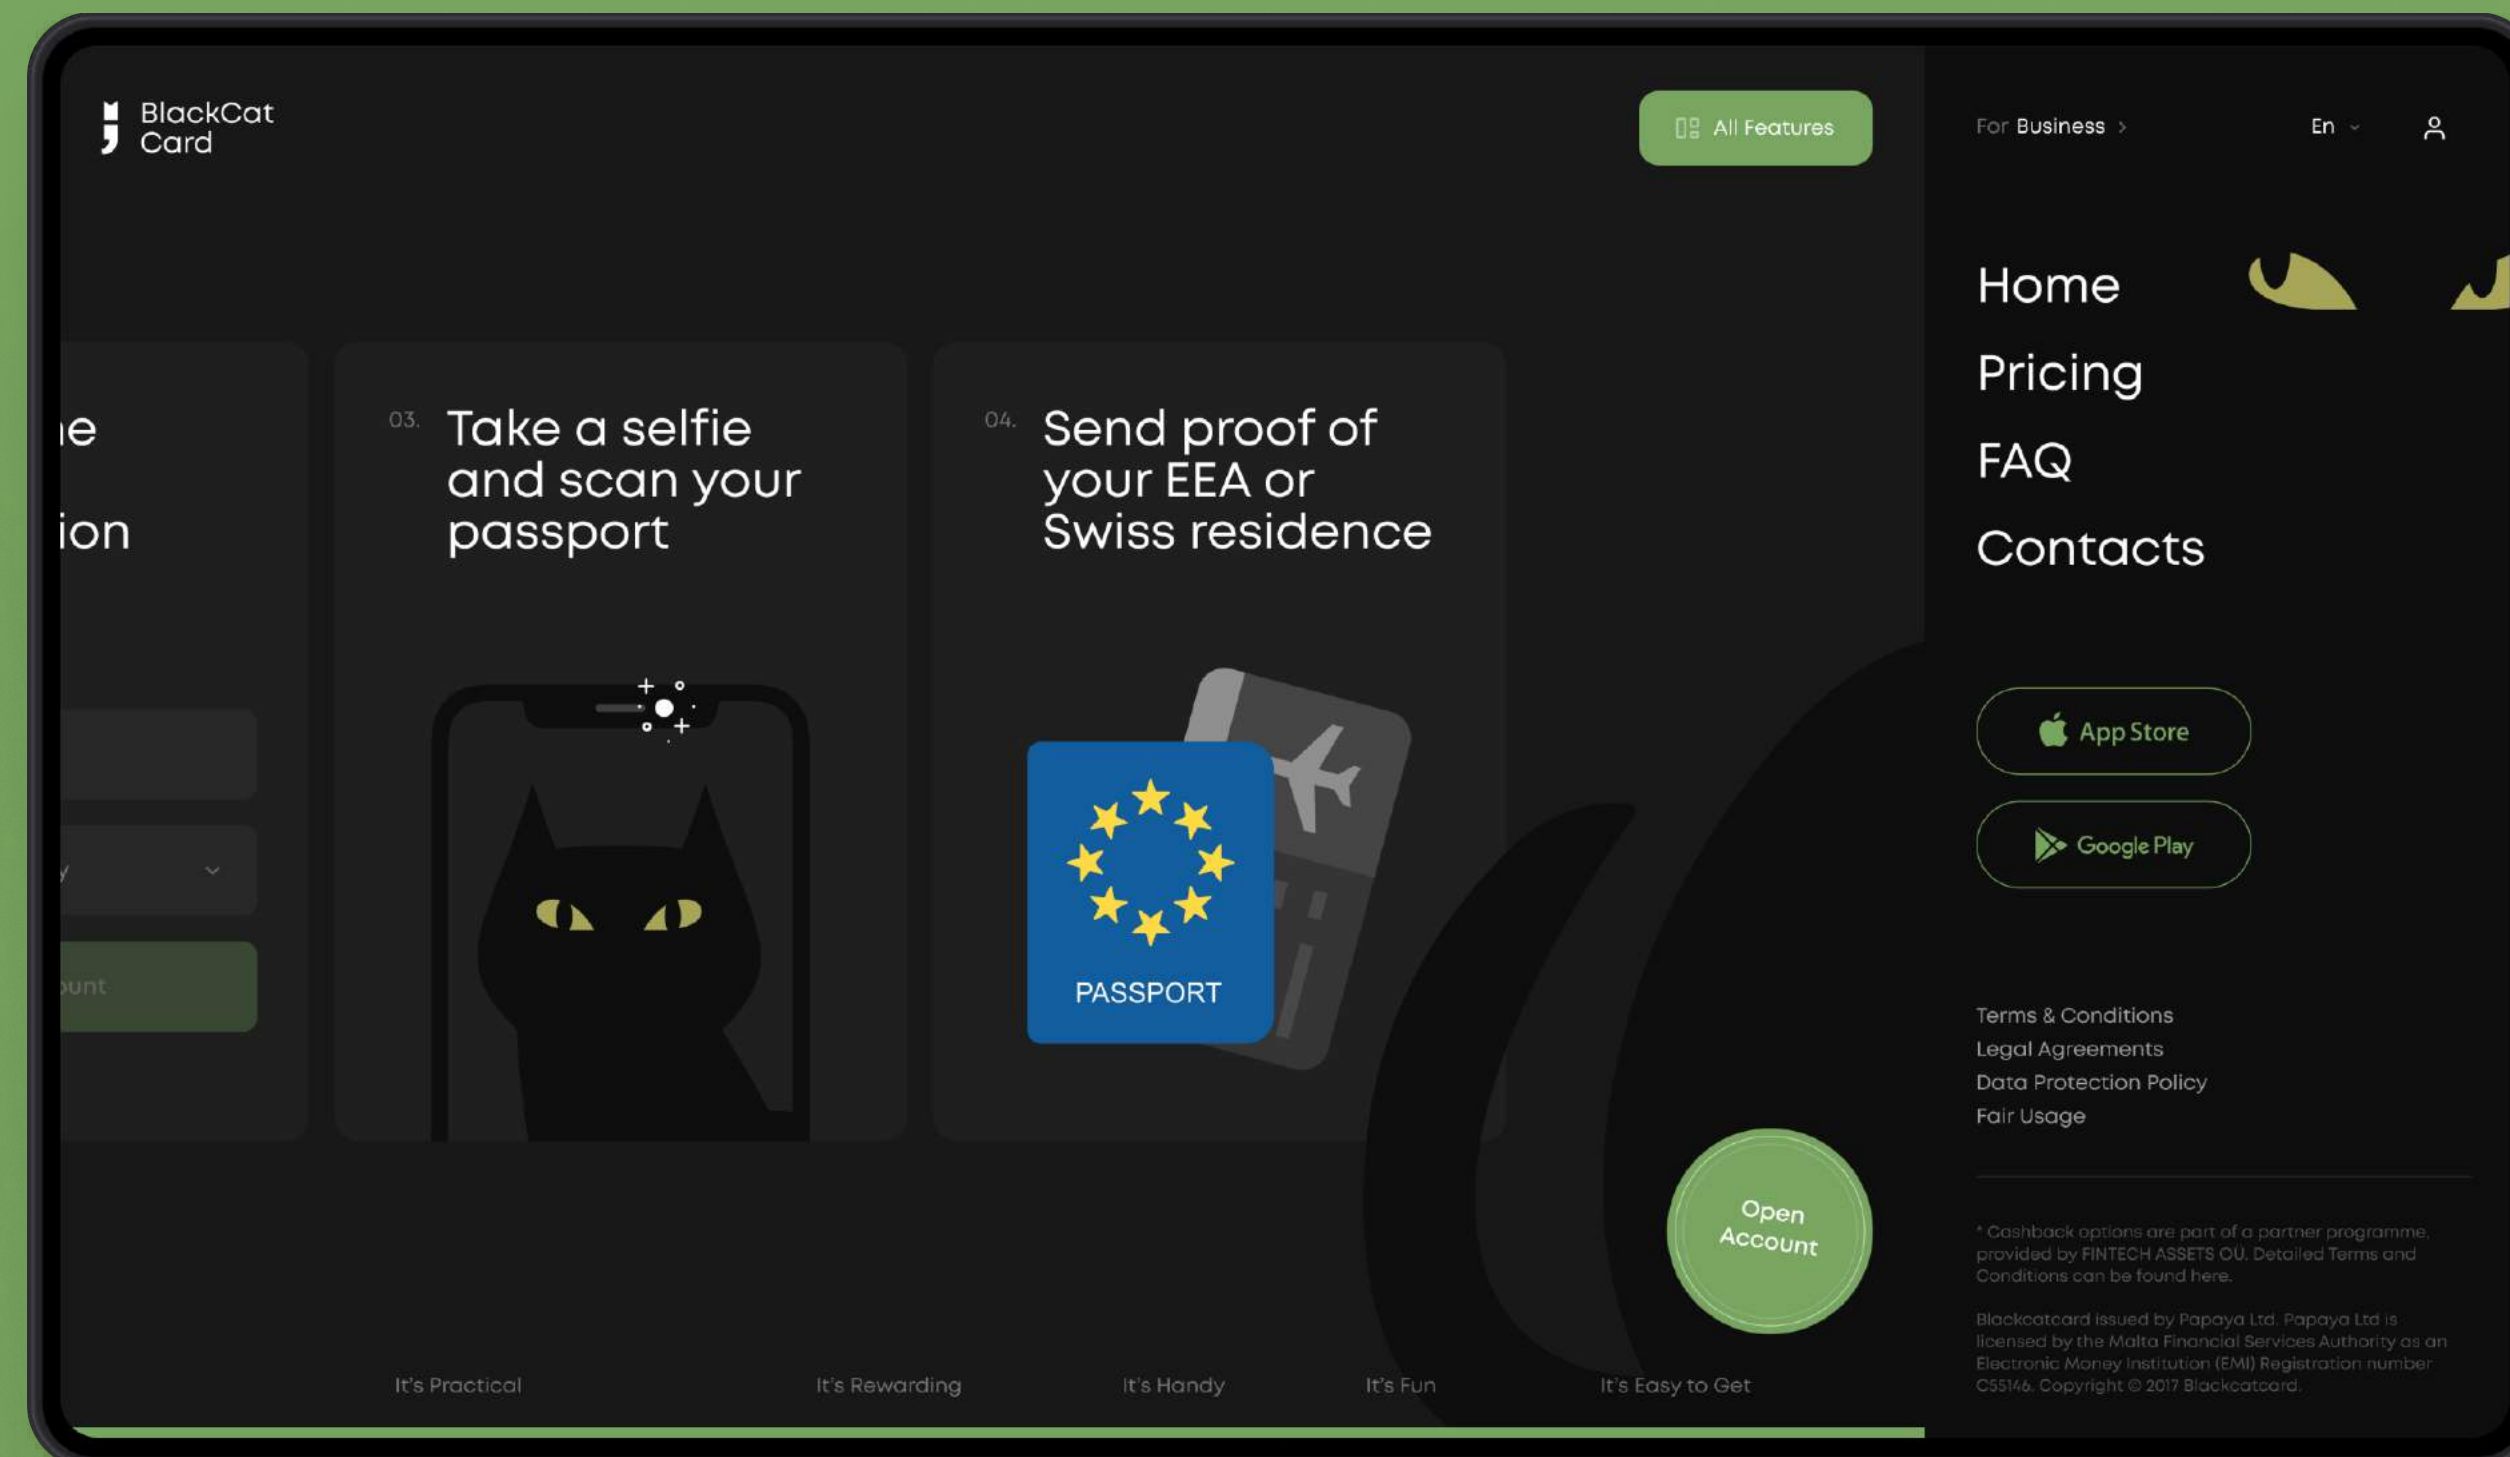 BlackCat
Card
All Features
For Business >
En
03.
Take a selfie
and scan your
passport
04.
Send proof of
your EEA or
Swiss residence
PASSPORT
Open
Account
It's Practical
It's Rewarding
It's Handy
It's Fun
It's Easy to Get
Home
Pricing
FAQ
Contacts
App Store
Google Play
Terms & Conditions
Legal Agreements
Data Protection Policy
Fair Usage
* Cashback options are part of a partner programme,
provided by FINTECH ASSETS OÜ. Detailed Terms and
Conditions can be found here.
Blackcatcard issued by Papaya Ltd. Papaya Ltd is
licensed by the Malta Financial Services Authority as an
Electronic Money Institution (EMI) Registration number
C55146. Copyright © 2017 Blackcatcard.